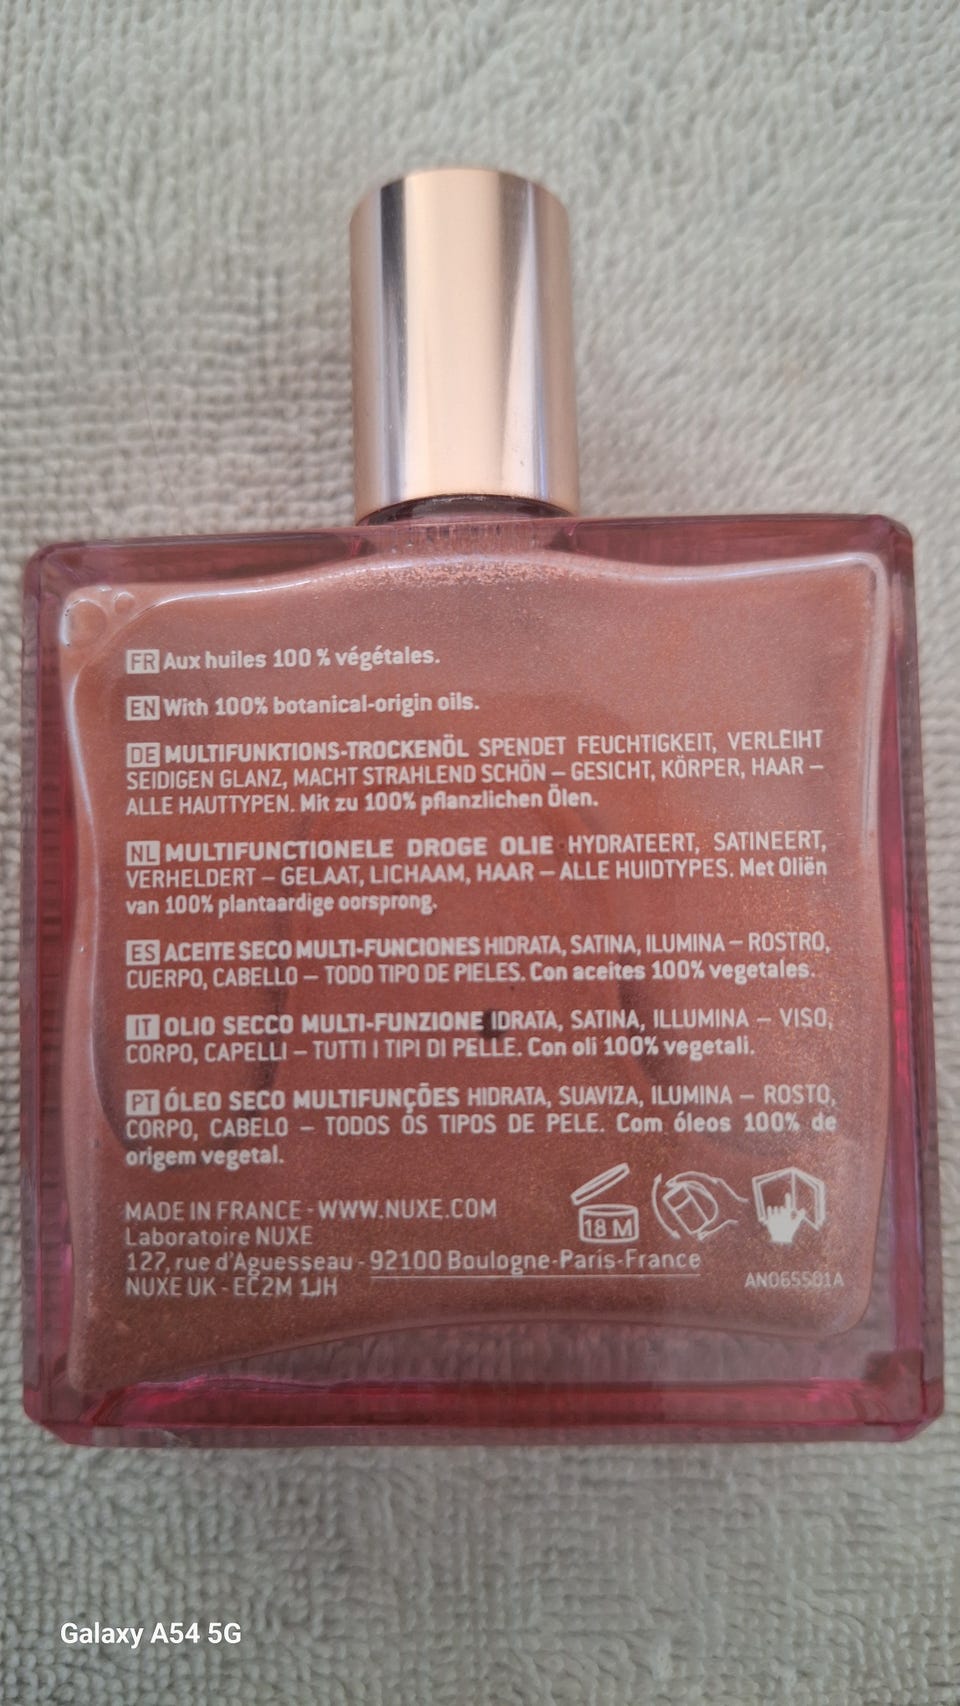 FR Aux huiles 100 % végétales.
EN With 100% botanical-origin oils.
DE MULTIFUNKTIONS-TROCKENÖL SPENDET FEUCHTIGKEIT, VERLEIHT
SEIDIGEN GLANZ, MACHT STRAHLEND SCHÖN – GESICHT, KÖRPER, HAAR –
ALLE HAUTTYPEN. Mit zu 100% pflanzlichen Ölen.
NL MULTIFUNCTIONELE DROGE OLIE HYDRATEERT, SATINEERT,
VERHELDERT – GELAAT, LICHAAM, HAAR – ALLE HUIDTYPES. Met Oliën
van 100% plantaardige oorsprong.
ES ACEITE SECO MULTI-FUNCIONES HIDRATA, SATINA, ILUMINA – ROSTRO,
CUERPO, CABELLO – TODO TIPO DE PIELES. Con aceites 100% vegetales.
IT OLIO SECCO MULTI-FUNZIONE IDRATA, SATINA, ILLUMINA – VISO,
CORPO, CAPELLI – TUTTI I TIPI DI PELLE. Con oli 100% vegetali.
PT ÓLEO SECO MULTIFUNÇÕES HIDRATA, SUAVIZA, ILUMINA – ROSTO,
CORPO, CABELO – TODOS OS TIPOS DE PELE. Com óleos 100% de
origem vegetal.
MADE IN FRANCE - WWW.NUXE.COM
Laboratoire NUXE
127, rue d'Aguesseau - 92100 Boulogne-Paris-France
NUXE UK - EC2M 1JH
18 M
AN065501A
Galaxy A54 5G